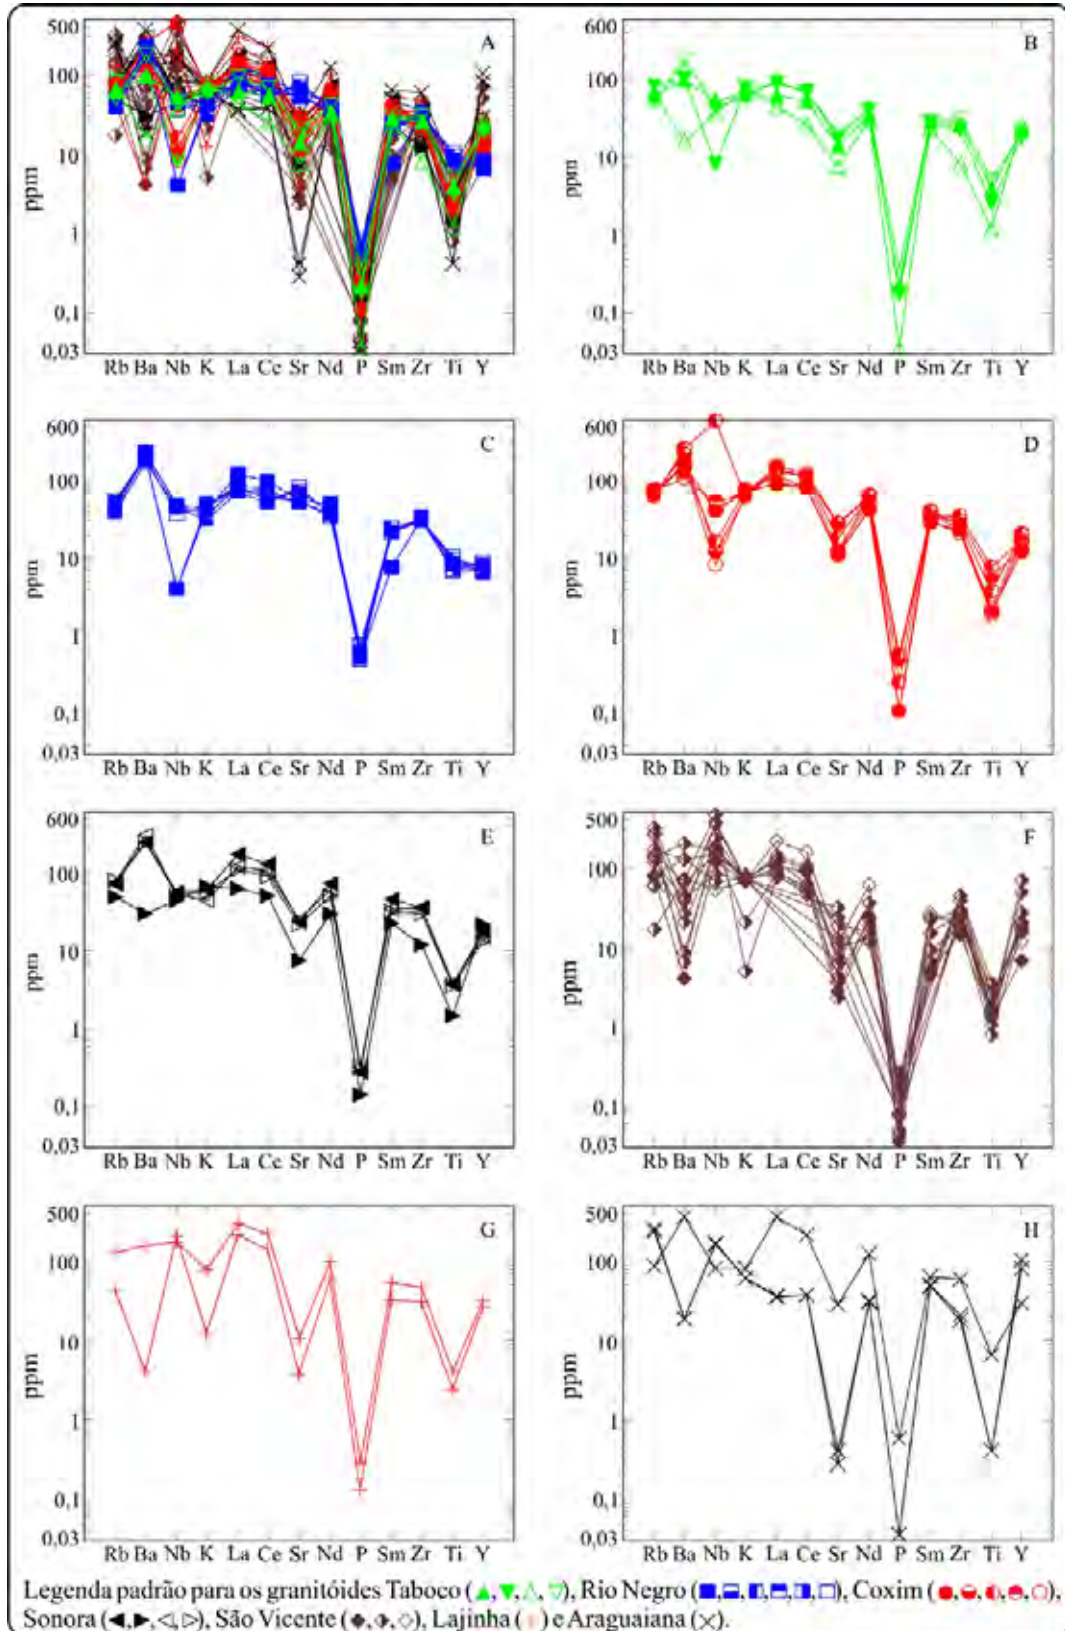 500
A
100
10
1
0,1
0,03
ppm
Rb Ba Nb K La Ce Sr Nd P Sm Zr Ti Y
600
B
100
10
1
0,1
0,03
ppm
Rb Ba Nb K La Ce Sr Nd P Sm Zr Ti Y
600
C
100
10
1
0,1
0,03
ppm
Rb Ba Nb K La Ce Sr Nd P Sm Zr Ti Y
600
D
100
10
1
0,1
0,03
ppm
Rb Ba Nb K La Ce Sr Nd P Sm Zr Ti Y
600
E
100
10
1
0,1
0,03
ppm
Rb Ba Nb K La Ce Sr Nd P Sm Zr Ti Y
500
F
100
10
1
0,1
0,03
ppm
Rb Ba Nb K La Ce Sr Nd P Sm Zr Ti Y
500
G
100
10
1
0,1
0,03
ppm
Rb Ba Nb K La Ce Sr Nd P Sm Zr Ti Y
500
H
100
10
1
0,1
0,03
ppm
Rb Ba Nb K La Ce Sr Nd P Sm Zr Ti Y
Legenda padrão para os granitóides Taboco (▲,▼,△,▽), Rio Negro (■,⬓,◧,⬒,◨,□), Coxim (●,◒,◐,◓,○),
Sonora (◀,▶,◁,▷), São Vicente (◆,⬗,◇), Lajinha (+) e Araguaiana (×).